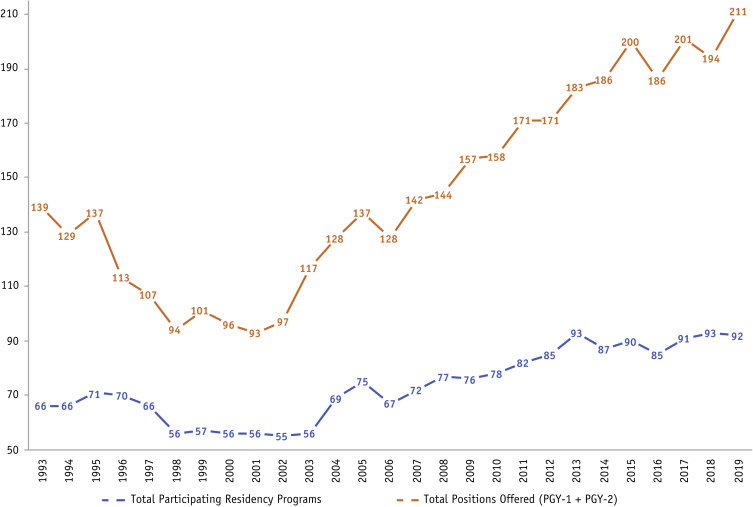 210
190
170
150
130
110
90
70
50
139 129 137 113 107 94 101 96 93 97 117 128 137 128 142 144 157 158 171 171 183 186 200 186 201 194 211
66 66 71 70 66 56 57 56 56 55 56 69 75 67 72 77 76 78 82 85 93 87 90 85 91 93 92
1993 1994 1995 1996 1997 1998 1999 2000 2001 2002 2003 2004 2005 2006 2007 2008 2009 2010 2011 2012 2013 2014 2015 2016 2017 2018 2019
Total Participating Residency Programs Total Positions Offered (PGY-1 + PGY-2)